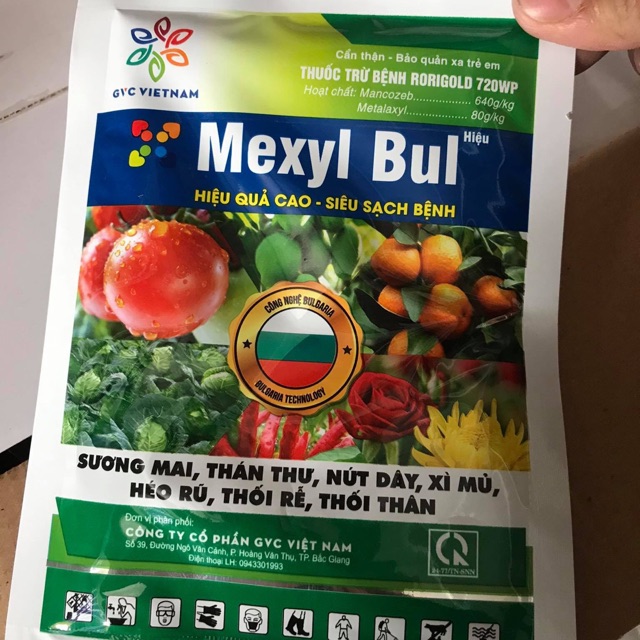 GVC VIETNAM
Cẩn thận - Bảo quản xa trẻ em
THUỐC TRỪ BỆNH RORIGOLD 720WP
Hoạt chất: Mancozeb.................. 640g/kg
Metalaxyl.................... 80g/kg
Mexyl Bul Hiệu
HIỆU QUẢ CAO - SIÊU SẠCH BỆNH
CÔNG NGHỆ BULGARIA
BULGARIA TECHNOLOGY
SƯƠNG MAI, THÁN THƯ, NỨT DÂY, XÌ MỦ,
HÉO RŨ, THỐI RỄ, THỐI THÂN
Đơn vị phân phối:
CÔNG TY CỔ PHẦN GVC VIỆT NAM
Số 39, Đường Ngô Văn Cảnh, P. Hoàng Văn Thụ, TP. Bắc Giang
Điện thoại LH: 0943301993